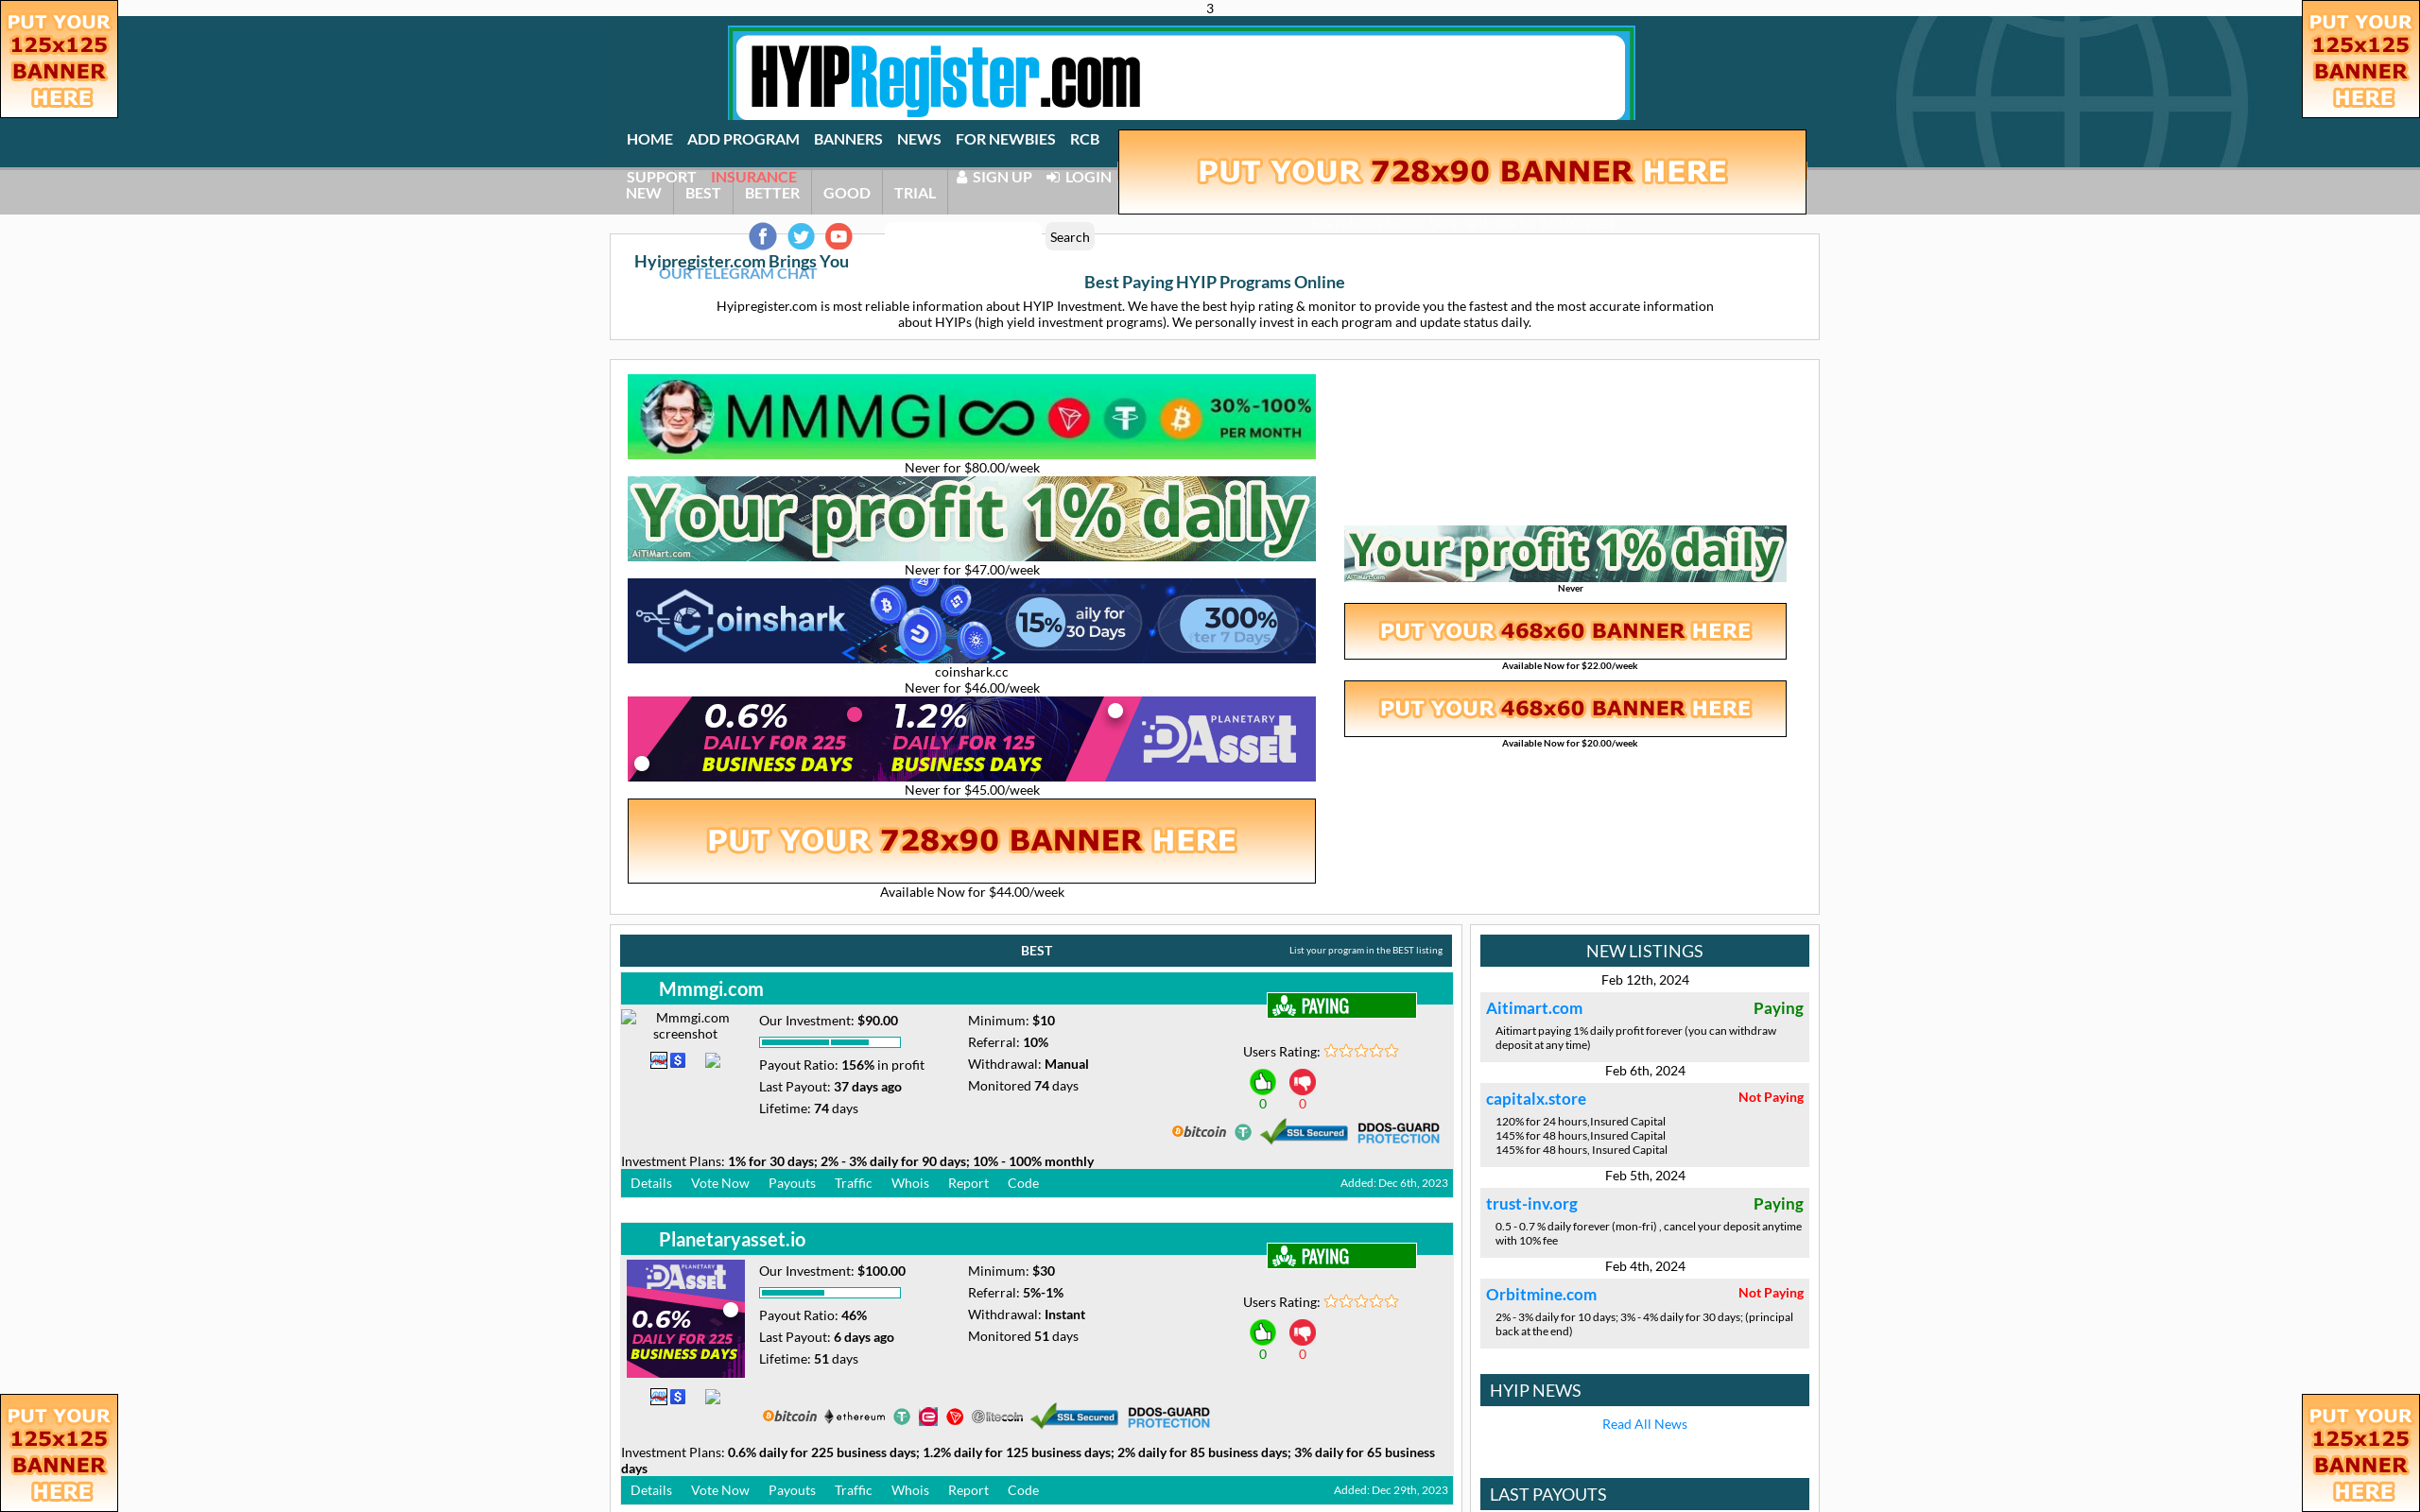 3
PUT YOUR
125x125
BANNER
HERE
PUT YOUR
125x125
BANNER
HERE
HYIPRegister.com
HOME ADD PROGRAM BANNERS NEWS FOR NEWBIES RCB
PUT YOUR 728x90 BANNER HERE
SUPPORT INSURANCE SIGN UP LOGIN
NEW BEST BETTER GOOD TRIAL
Search
Hyipregister.com Brings You
OUR TELEGRAM CHAT
Best Paying HYIP Programs Online
Hyipregister.com is most reliable information about HYIP Investment. We have the best hyip rating & monitor to provide you the fastest and the most accurate information
about HYIPs (high yield investment programs). We personally invest in each program and update status daily.
MMMGI
30%-100%
PER MONTH
Never for $80.00/week
Your profit 1% daily
AiTiMart.com
Never for $47.00/week
oinshark
15%
aily for
30 Days
300%
ter 7 Days
coinshark.cc
Never for $46.00/week
0.6%
DAILY FOR 225
BUSINESS DAYS
1.2%
DAILY FOR 125
BUSINESS DAYS
PLANETARY
PASSET
Never for $45.00/week
PUT YOUR 728x90 BANNER HERE
Available Now for $44.00/week
Your profit 1% daily
AiTiMart.com
Never
PUT YOUR 468x60 BANNER HERE
Available Now for $22.00/week
PUT YOUR 468x60 BANNER HERE
Available Now for $20.00/week
BEST
List your program in the BEST listing
Mmmgi.com
PAYING
Mmmgi.com
screenshot
Our Investment: $90.00
Payout Ratio: 156% in profit
Last Payout: 37 days ago
Lifetime: 74 days
Minimum: $10
Referral: 10%
Withdrawal: Manual
Monitored 74 days
Users Rating:
0 0
bitcoin SSL Secured DDOS-GUARD
PROTECTION
Investment Plans: 1% for 30 days; 2% - 3% daily for 90 days; 10% - 100% monthly
Details Vote Now Payouts Traffic Whois Report Code Added: Dec 6th, 2023
Planetaryasset.io
PAYING
PLANETARY
PASSET
0.6%
DAILY FOR 225
BUSINESS DAYS
Our Investment: $100.00
Payout Ratio: 46%
Last Payout: 6 days ago
Lifetime: 51 days
Minimum: $30
Referral: 5%-1%
Withdrawal: Instant
Monitored 51 days
Users Rating:
0 0
bitcoin ethereum litecoin SSL Secured DDOS-GUARD
PROTECTION
Investment Plans: 0.6% daily for 225 business days; 1.2% daily for 125 business days; 2% daily for 85 business days; 3% daily for 65 business
days
Details Vote Now Payouts Traffic Whois Report Code Added: Dec 29th, 2023
NEW LISTINGS
Feb 12th, 2024
Aitimart.com Paying
Aitimart paying 1% daily profit forever (you can withdraw
deposit at any time)
Feb 6th, 2024
capitalx.store Not Paying
120% for 24 hours,Insured Capital
145% for 48 hours,Insured Capital
145% for 48 hours, Insured Capital
Feb 5th, 2024
trust-inv.org Paying
0.5 - 0.7 % daily forever (mon-fri) , cancel your deposit anytime
with 10% fee
Feb 4th, 2024
Orbitmine.com Not Paying
2% - 3% daily for 10 days; 3% - 4% daily for 30 days; (principal
back at the end)
HYIP NEWS
Read All News
LAST PAYOUTS
PUT YOUR
125x125
BANNER
HERE
PUT YOUR
125x125
BANNER
HERE